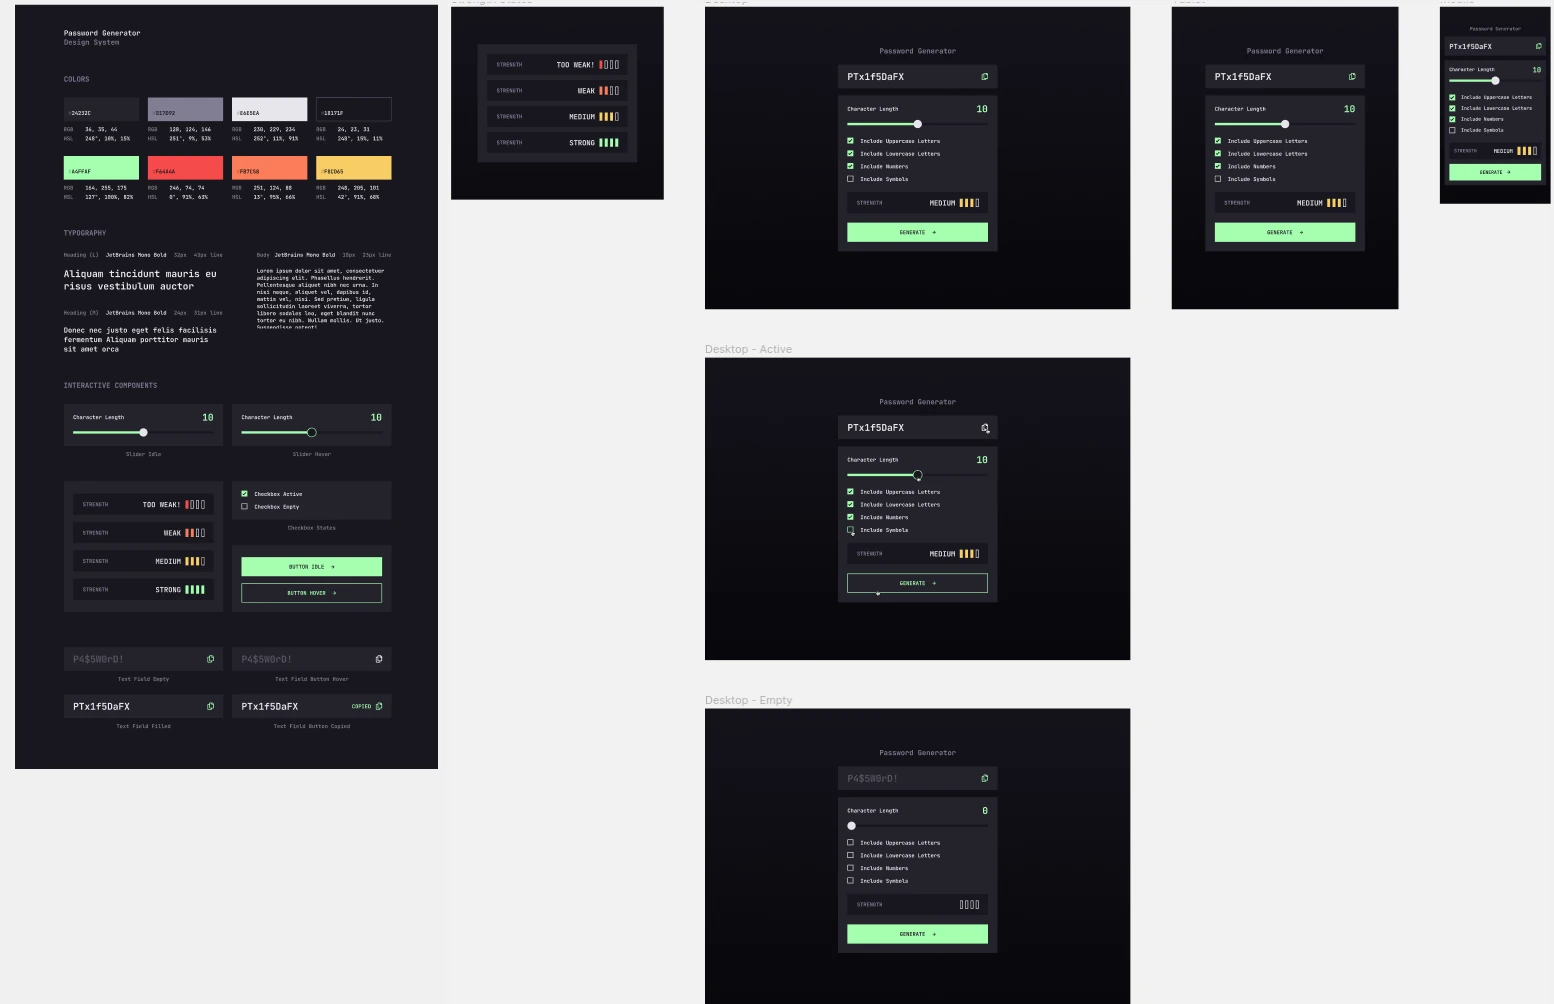 Password Generator
Design System
COLORS
#24232C
#817D92
#E6E5EA
#18171F
RGB 36, 35, 44
HSL 248°, 10%, 15%
RGB 128, 124, 146
HSL 251°, 9%, 53%
RGB 230, 229, 234
HSL 252°, 11%, 91%
RGB 24, 23, 31
HSL 248°, 15%, 11%
#A4FFAF
#F64A4A
#FB7C58
#F8CD65
RGB 164, 255, 175
HSL 127°, 100%, 82%
RGB 246, 74, 74
HSL 0°, 91%, 63%
RGB 251, 124, 88
HSL 13°, 95%, 66%
RGB 248, 205, 101
HSL 42°, 91%, 68%
TYPOGRAPHY
Heading (L) JetBrains Mono Bold 32px 43px line
Aliquam tincidunt mauris eu
risus vestibulum auctor
Heading (M) JetBrains Mono Bold 24px 31px line
Donec nec justo eget felis facilisis
fermentum Aliquam porttitor mauris
sit amet orca
Body JetBrains Mono Bold 18px 23px line
Lorem ipsum dolor sit amet, consectetuer
adipiscing elit. Phasellus hendrerit.
Pellentesque aliquet nibh nec urna. In
nisi neque, aliquet vel, dapibus id,
mattis vel, nisi. Sed pretium, ligula
sollicitudin laoreet viverra, tortor
libero sodales leo, eget blandit nunc
tortor eu nibh. Nullam mollis. Ut justo.
Suspendisse potenti
INTERACTIVE COMPONENTS
Character Length 10
Slider Idle
Character Length 10
Slider Hover
STRENGTH TOO WEAK!
STRENGTH WEAK
STRENGTH MEDIUM
STRENGTH STRONG
Checkbox Active
Checkbox Empty
Checkbox States
BUTTON IDLE →
BUTTON HOVER →
P4$5W0rD!
Text Field Empty
P4$5W0rD!
Text Field Button Hover
PTx1f5DaFX
Text Field Filled
PTx1f5DaFX COPIED
Text Field Button Copied
Strength States
STRENGTH TOO WEAK!
STRENGTH WEAK
STRENGTH MEDIUM
STRENGTH STRONG
Desktop
Password Generator
PTx1f5DaFX
Character Length 10
Include Uppercase Letters
Include Lowercase Letters
Include Numbers
Include Symbols
STRENGTH MEDIUM
GENERATE →
Tablet
Password Generator
PTx1f5DaFX
Character Length 10
Include Uppercase Letters
Include Lowercase Letters
Include Numbers
Include Symbols
STRENGTH MEDIUM
GENERATE →
Mobile
Password Generator
PTx1f5DaFX
Character Length 10
Include Uppercase Letters
Include Lowercase Letters
Include Numbers
Include Symbols
STRENGTH MEDIUM
GENERATE →
Desktop - Active
Password Generator
PTx1f5DaFX
Character Length 10
Include Uppercase Letters
Include Lowercase Letters
Include Numbers
Include Symbols
STRENGTH MEDIUM
GENERATE →
Desktop - Empty
Password Generator
P4$5W0rD!
Character Length 0
Include Uppercase Letters
Include Lowercase Letters
Include Numbers
Include Symbols
STRENGTH
GENERATE →